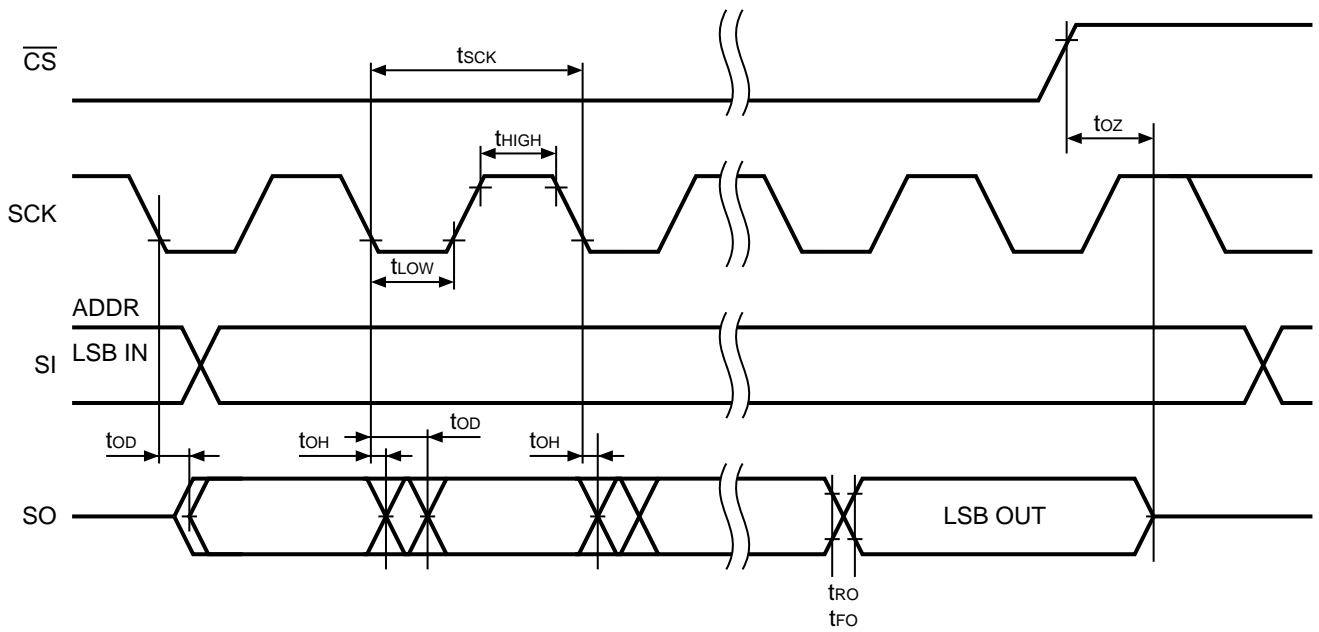 CS
tSCK
tHIGH
tOZ
SCK
tLOW
ADDR
SI
LSB IN
tOD
tOH
tOD
tOH
SO
LSB OUT
tRO
tFO